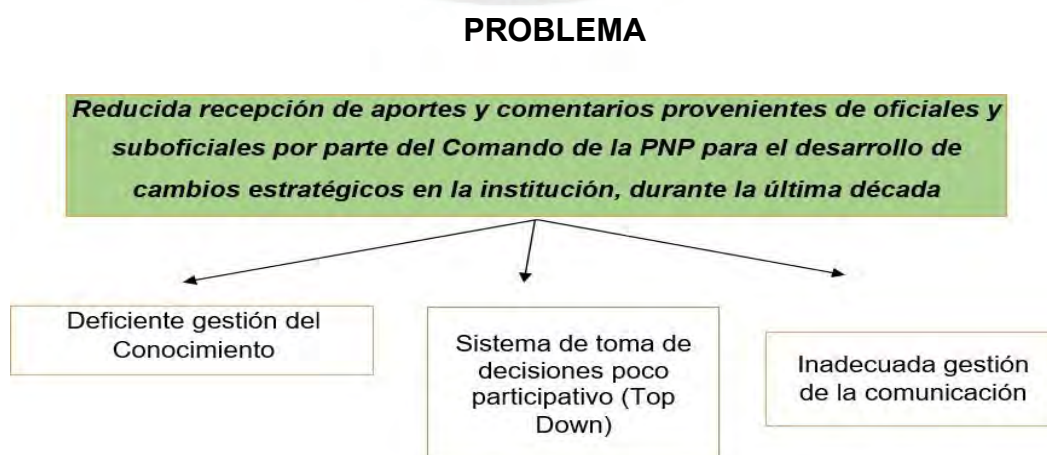 PROBLEMA
Reducida recepción de aportes y comentarios provenientes de oficiales y
suboficiales por parte del Comando de la PNP para el desarrollo de
cambios estratégicos en la institución, durante la última década
Deficiente gestión del
Conocimiento
Sistema de toma de
decisiones poco
participativo (Top
Down)
Inadecuada gestión
de la comunicación